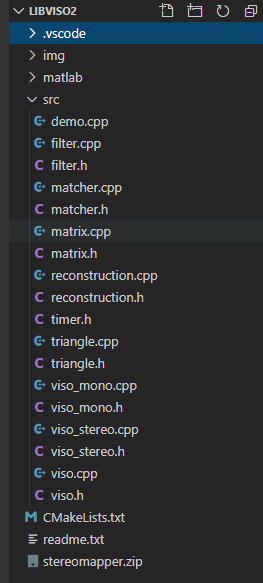 LIBVISO2
.vscode
img
matlab
src
demo.cpp
filter.cpp
filter.h
matcher.cpp
matcher.h
matrix.cpp
matrix.h
reconstruction.cpp
reconstruction.h
timer.h
triangle.cpp
triangle.h
viso_mono.cpp
viso_mono.h
viso_stereo.cpp
viso_stereo.h
viso.cpp
viso.h
CMakeLists.txt
readme.txt
stereomapper.zip